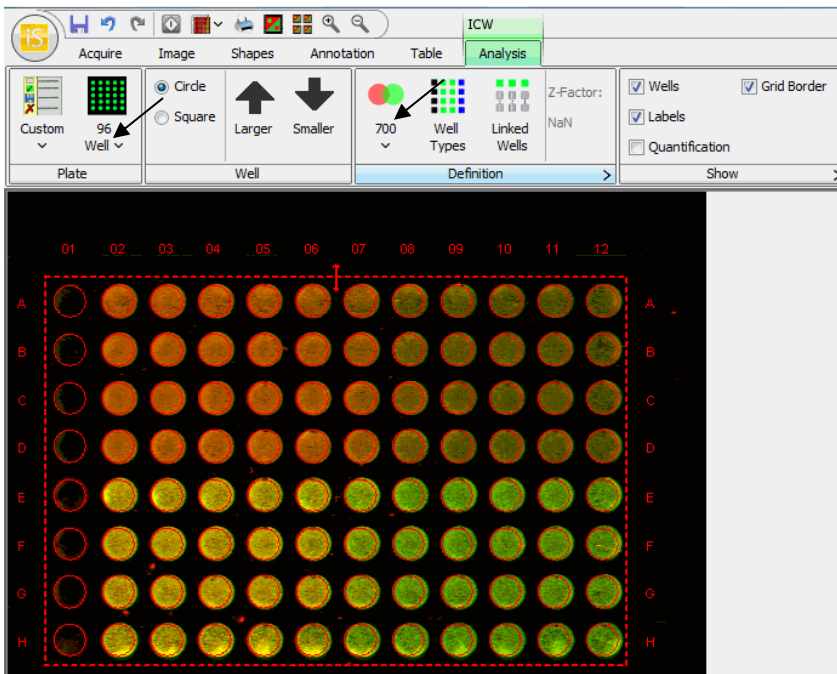 iS
ICW
Acquire Image Shapes Annotation Table Analysis
Custom
96
Well
Circle
Square
Larger
Smaller
700
Well
Types
Linked
Wells
Z-Factor:
NaN
Wells
Grid Border
Labels
Quantification
Plate Well Definition > Show
01 02 03 04 05 06 07 08 09 10 11 12
A A
B B
C C
D D
E E
F F
G G
H H